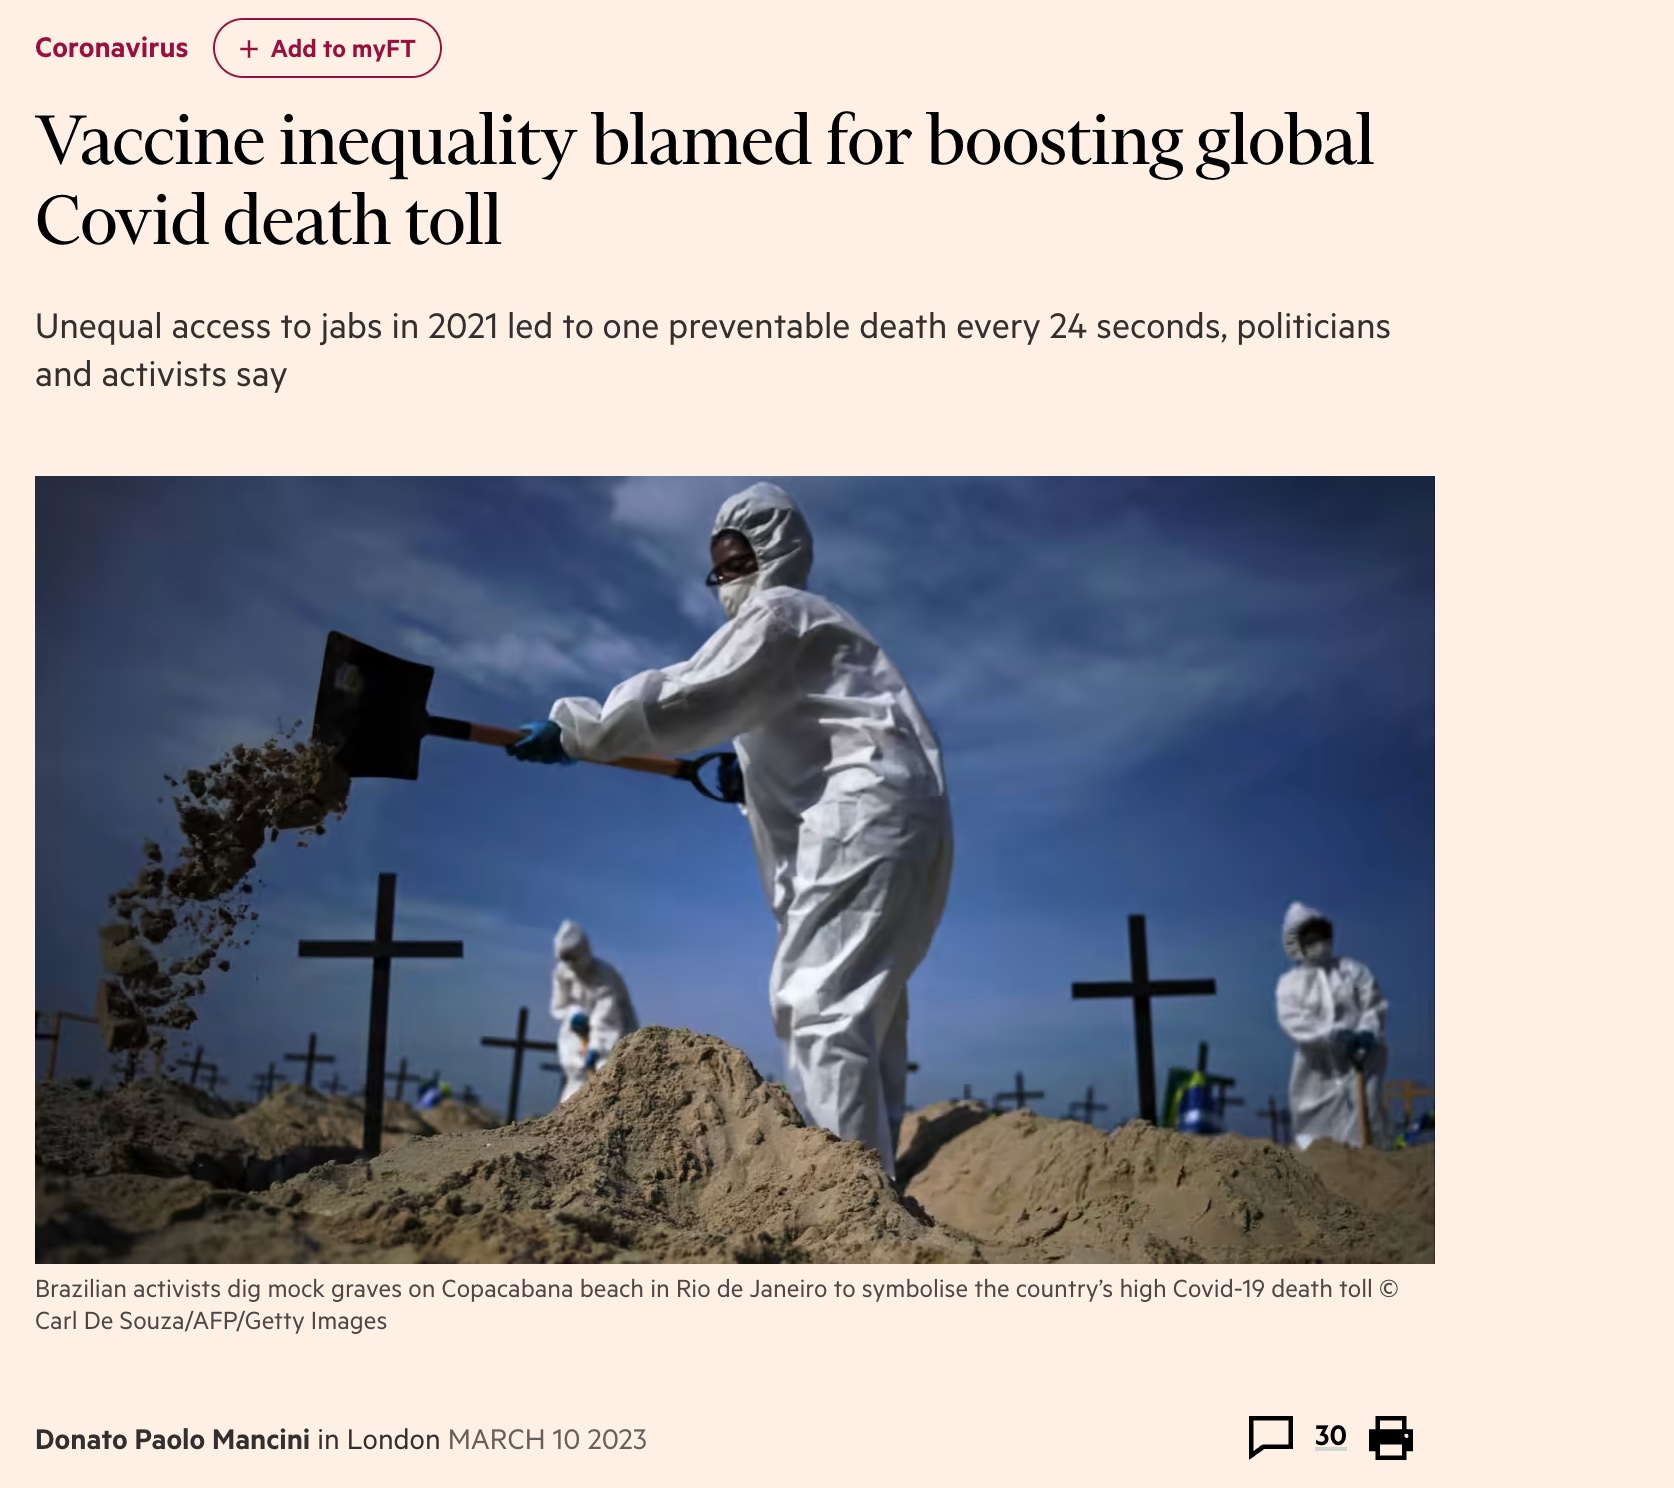 Coronavirus
+ Add to myFT
Vaccine inequality blamed for boosting global
Covid death toll
Unequal access to jabs in 2021 led to one preventable death every 24 seconds, politicians
and activists say
Brazilian activists dig mock graves on Copacabana beach in Rio de Janeiro to symbolise the country’s high Covid-19 death toll ©
Carl De Souza/AFP/Getty Images
Donato Paolo Mancini in London MARCH 10 2023
30